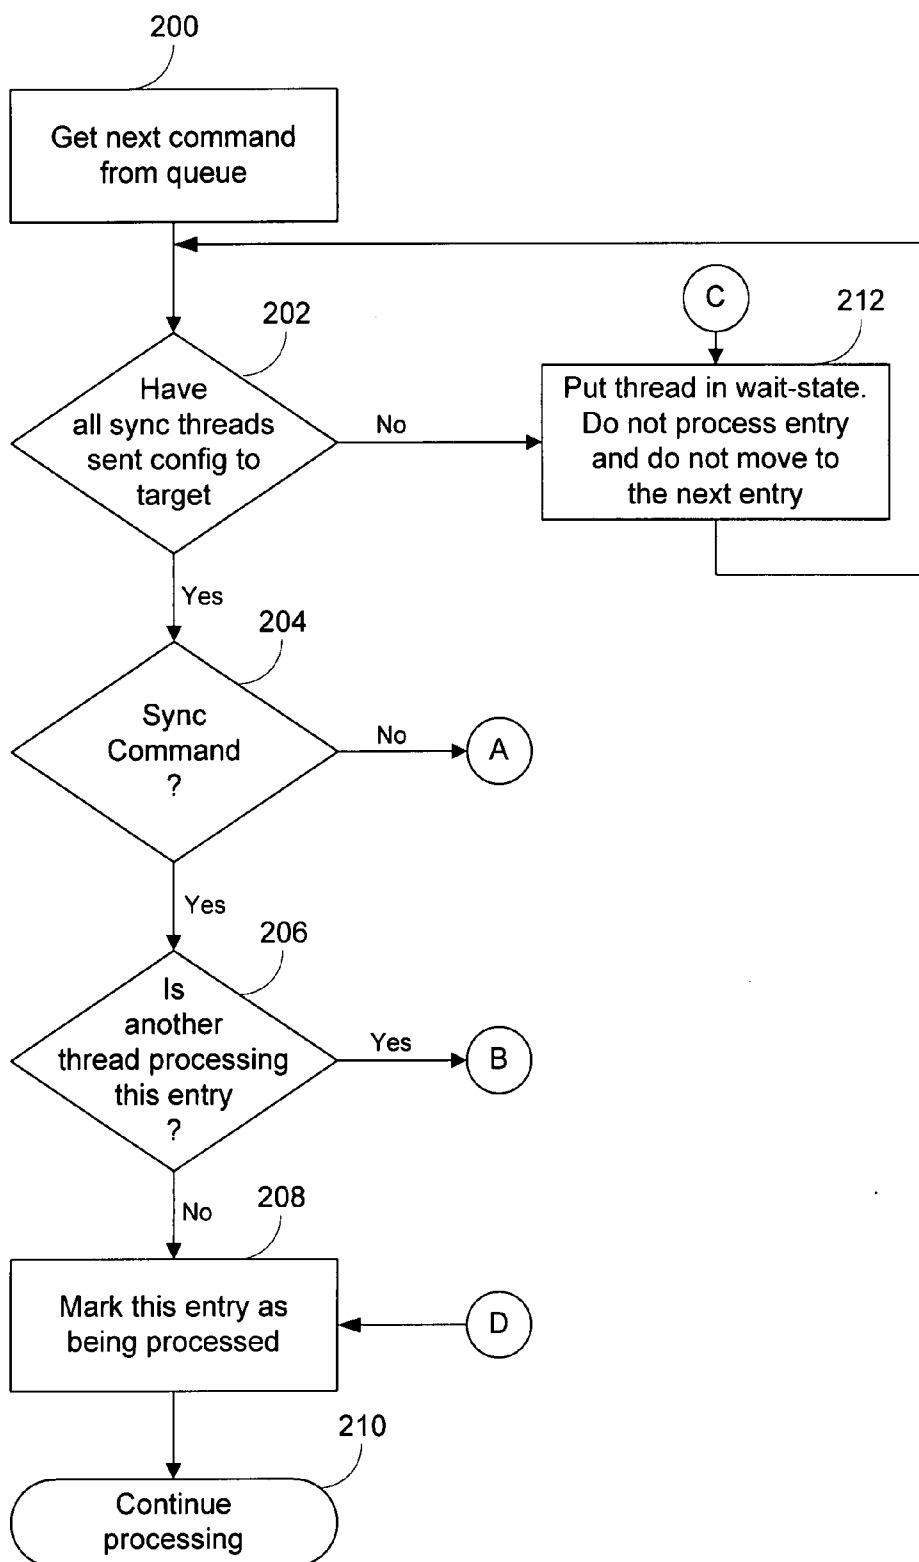 200
Get next command
from queue
202
Have
all sync threads
sent config to
target
No
C
212
Put thread in wait-state.
Do not process entry
and do not move to
the next entry
Yes
204
Sync
Command
?
No
A
Yes
206
Is
another
thread processing
this entry
?
Yes
B
No
208
Mark this entry as
being processed
D
210
Continue
processing